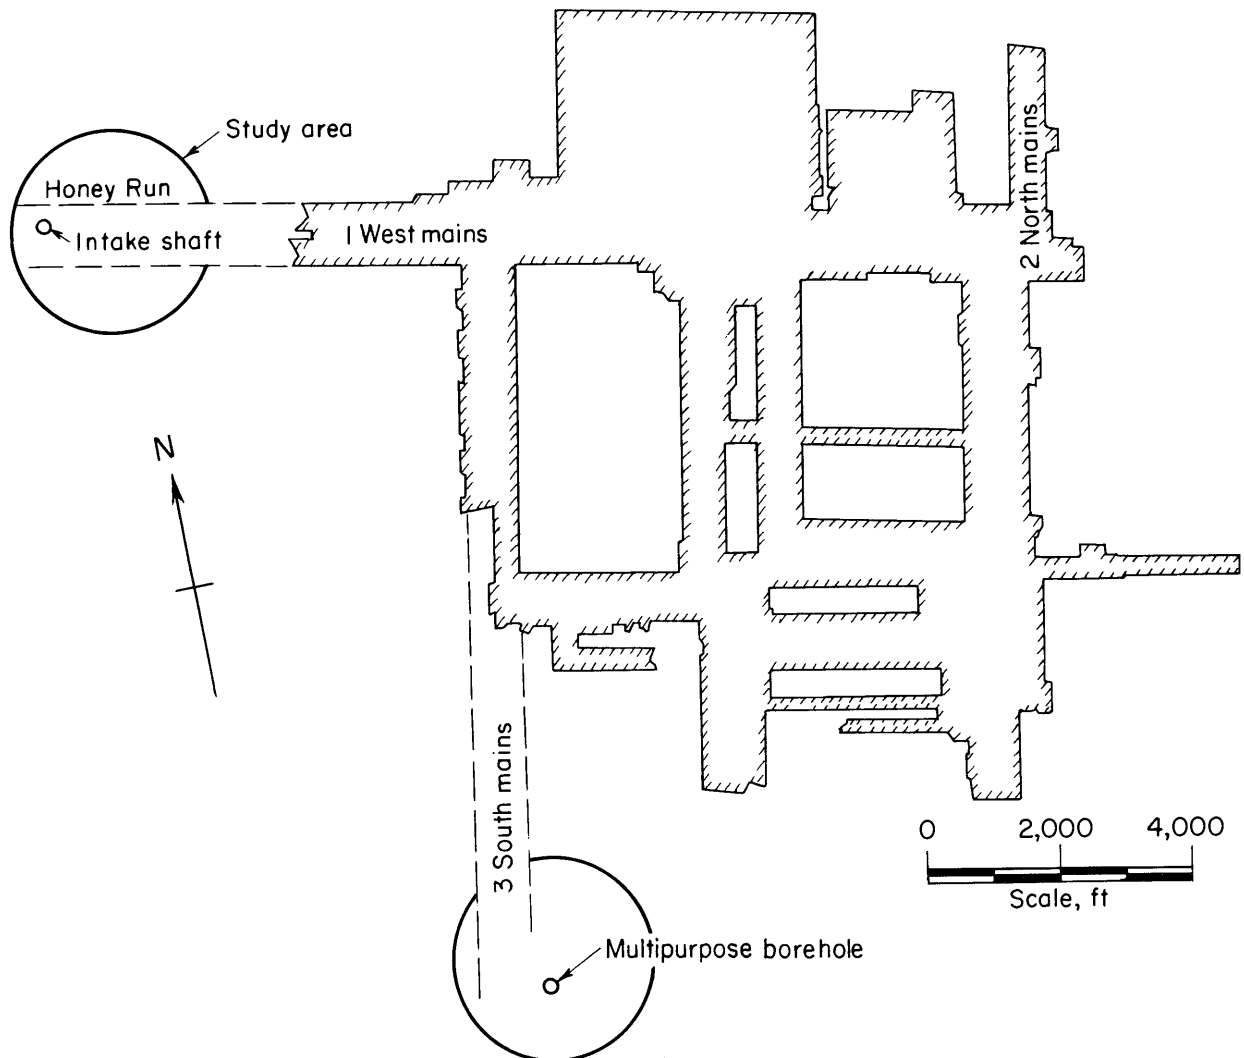 Study area
Honey Run
Intake shaft
1 West mains
2 North mains
N
3 South mains
0 2,000 4,000
Scale, ft
Multipurpose borehole